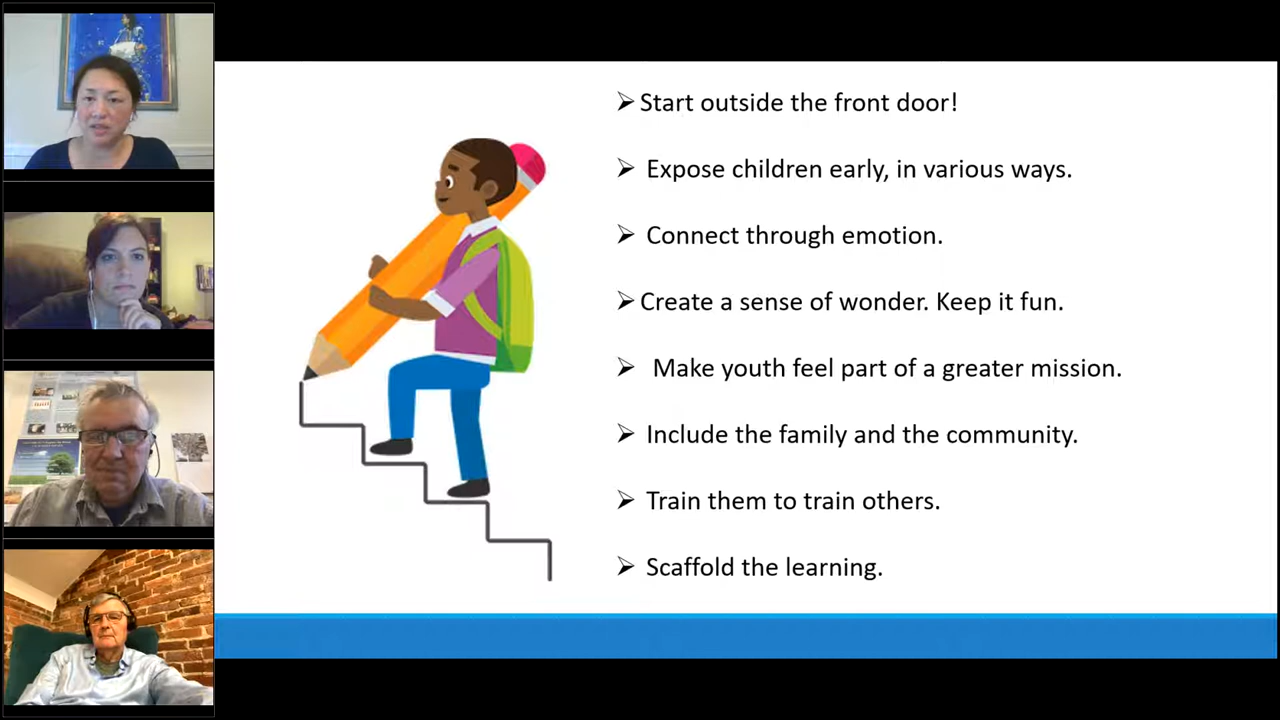 ➢Start outside the front door!
➢ Expose children early, in various ways.
➢ Connect through emotion.
➢Create a sense of wonder. Keep it fun.
➢ Make youth feel part of a greater mission.
➢ Include the family and the community.
➢ Train them to train others.
➢ Scaffold the learning.